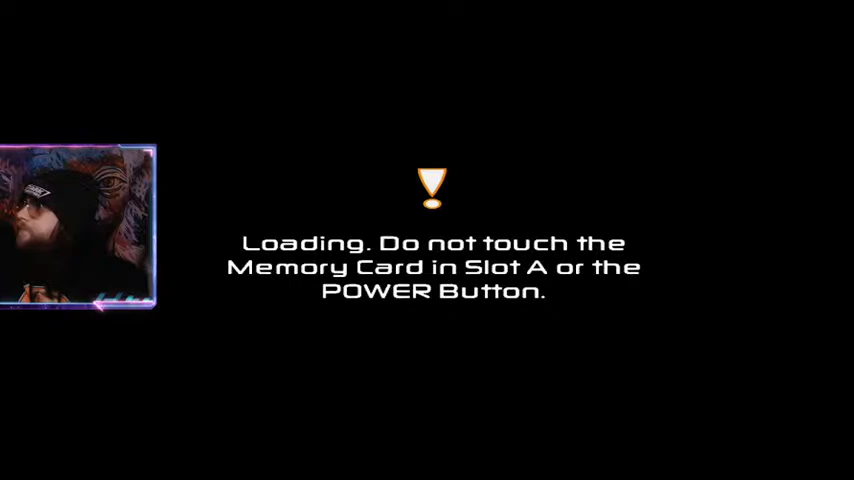 Loading. Do not touch the
Memory Card in Slot A or the
POWER Button.